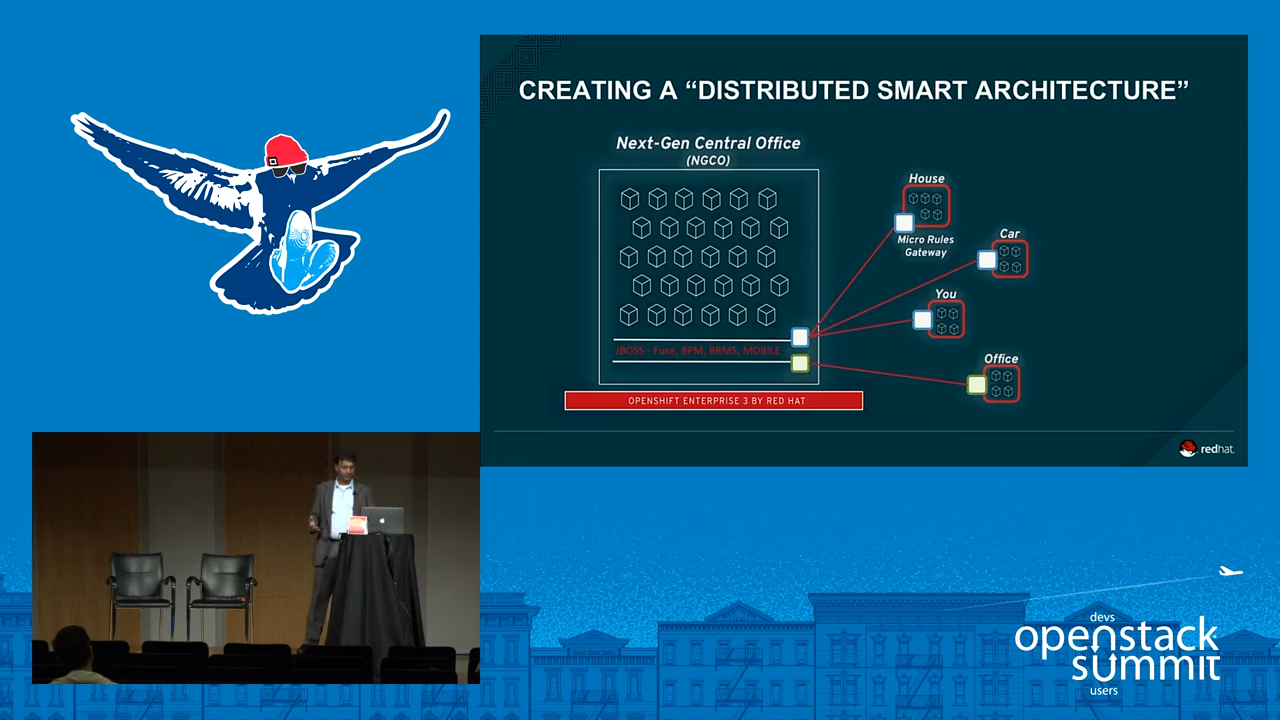 CREATING A “DISTRIBUTED SMART ARCHITECTURE”
Next-Gen Central Office
(NGCO)
House
Micro Rules
Gateway
Car
You
Office
JBOSS - Fuse, BPM, BRMS, MOBILE
OPENSHIFT ENTERPRISE 3 BY RED HAT
redhat.
devs
openstack
summit
users